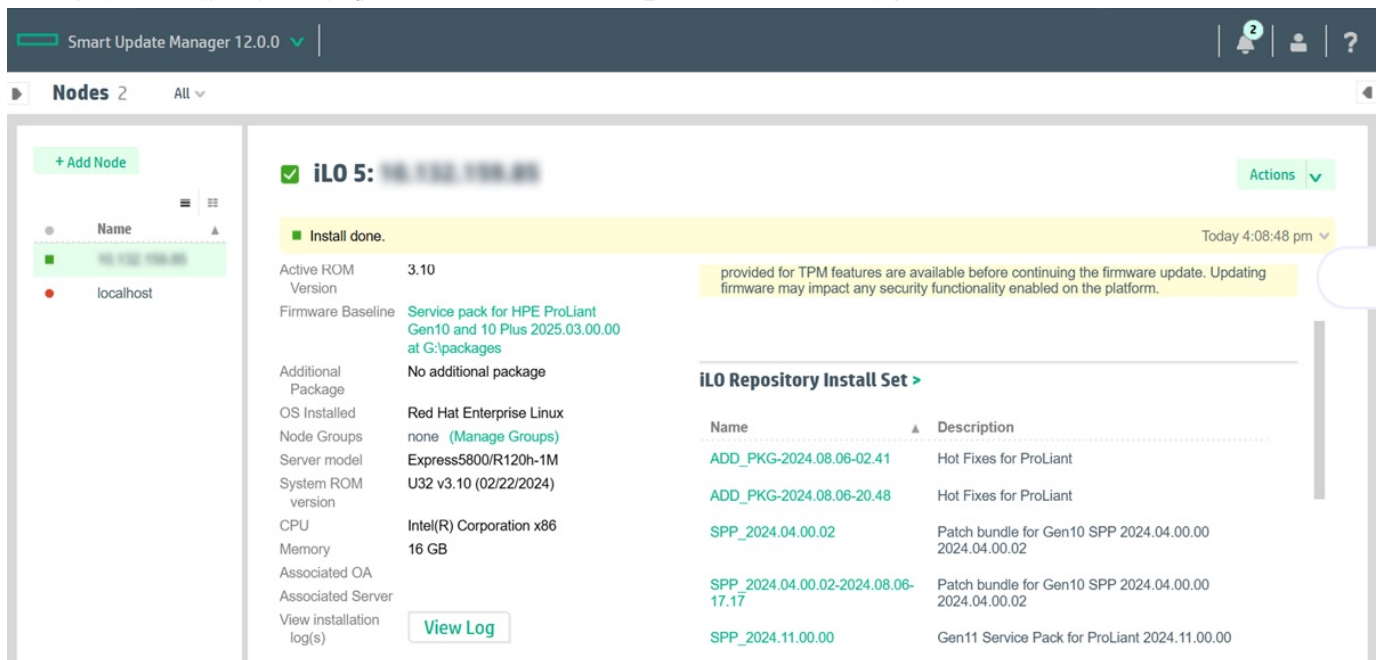 Smart Update Manager 12.0.0
2
?
Nodes 2 All
+ Add Node
Name
localhost
iLO 5:
Actions
Install done.
Today 4:08:48 pm
Active ROM Version 3.10
Firmware Baseline Service pack for HPE ProLiant
Gen10 and 10 Plus 2025.03.00.00
at G:\packages
Additional Package No additional package
OS Installed Red Hat Enterprise Linux
Node Groups none (Manage Groups)
Server model Express5800/R120h-1M
System ROM version U32 v3.10 (02/22/2024)
CPU Intel(R) Corporation x86
Memory 16 GB
Associated OA
Associated Server
View installation log(s) View Log
provided for TPM features are available before continuing the firmware update. Updating
firmware may impact any security functionality enabled on the platform.
iLO Repository Install Set >
Name Description
ADD_PKG-2024.08.06-02.41 Hot Fixes for ProLiant
ADD_PKG-2024.08.06-20.48 Hot Fixes for ProLiant
SPP_2024.04.00.02 Patch bundle for Gen10 SPP 2024.04.00.00
2024.04.00.02
SPP_2024.04.00.02-2024.08.06-17.17 Patch bundle for Gen10 SPP 2024.04.00.00
2024.04.00.02
SPP_2024.11.00.00 Gen11 Service Pack for ProLiant 2024.11.00.00